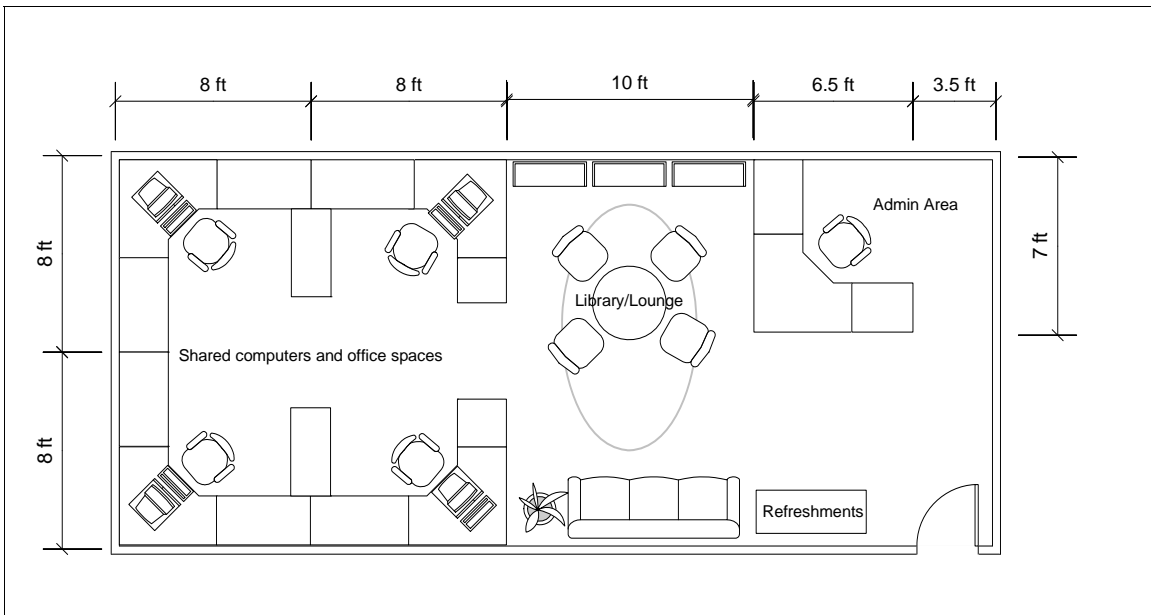 8 ft
8 ft
10 ft
6.5 ft
3.5 ft
8 ft
7 ft
Admin Area
Library/Lounge
Shared computers and office spaces
8 ft
Refreshments